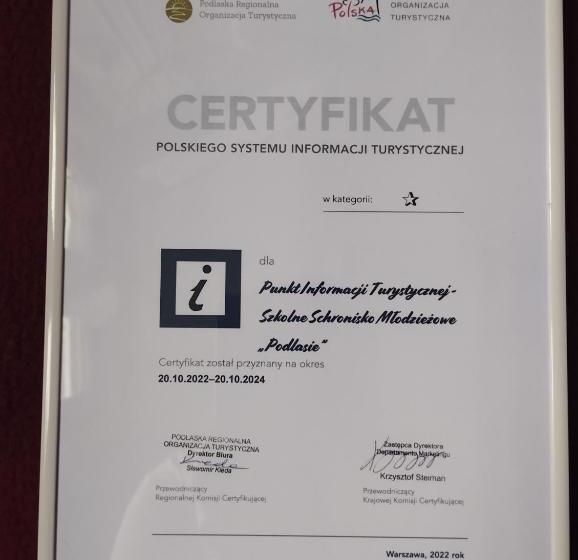 Podlaska Regionalna
Organizacja Turystyczna
Polska
ORGANIZACJA
TURYSTYCZNA
CERTYFIKAT
POLSKIEGO SYSTEMU INFORMACJI TURYSTYCZNEJ
w kategorii:
dla
i
Punkt Informacji Turystycznej-
Szkolne Schronisko Młodzieżowe
„Podlasie”
Certyfikat został przyznany na okres
20.10.2022–20.10.2024
PODLASKA REGIONALNA
ORGANIZACJA TURYSTYCZNA
Dyrektor Biura
Sławomir Kieda
Przewodniczący
Regionalnej Komisji Certyfikującej
Zastępca Dyrektora
Departamentu Marketingu
Krzysztof Steiman
Przewodniczący
Krajowej Komisji Certyfikującej
Warszawa, 2022 rok